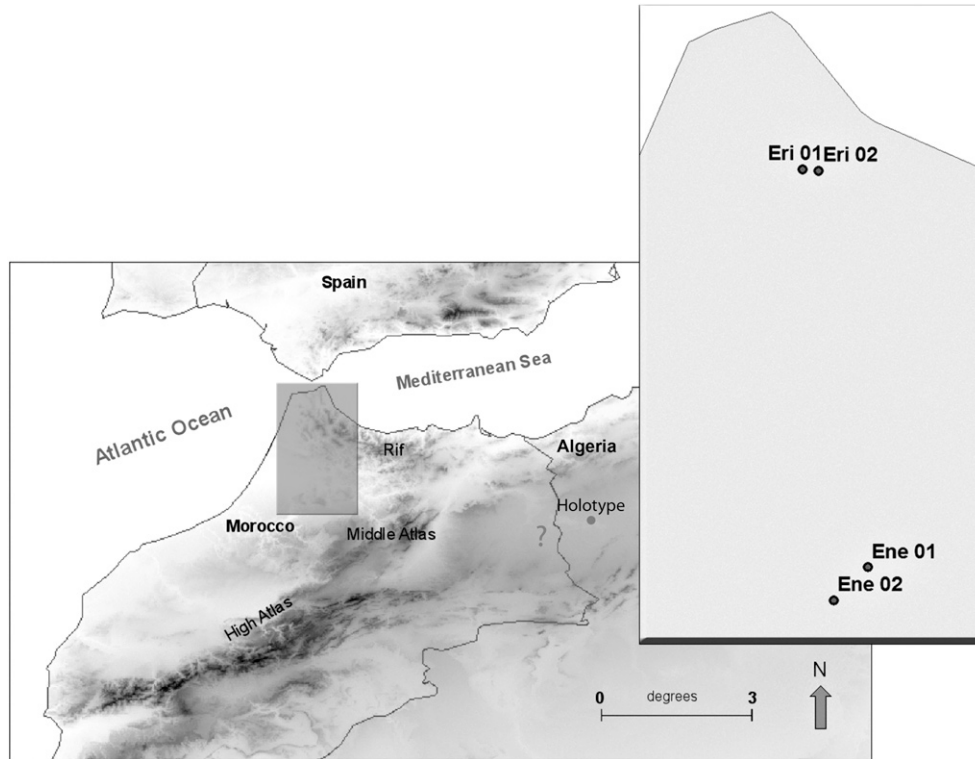 Eri 01 Eri 02
Spain
Mediterranean Sea
Atlantic Ocean
Rif
Algeria
Holotype
Morocco
Middle Atlas
?
Ene 01
Ene 02
High Atlas
N
0 degrees 3